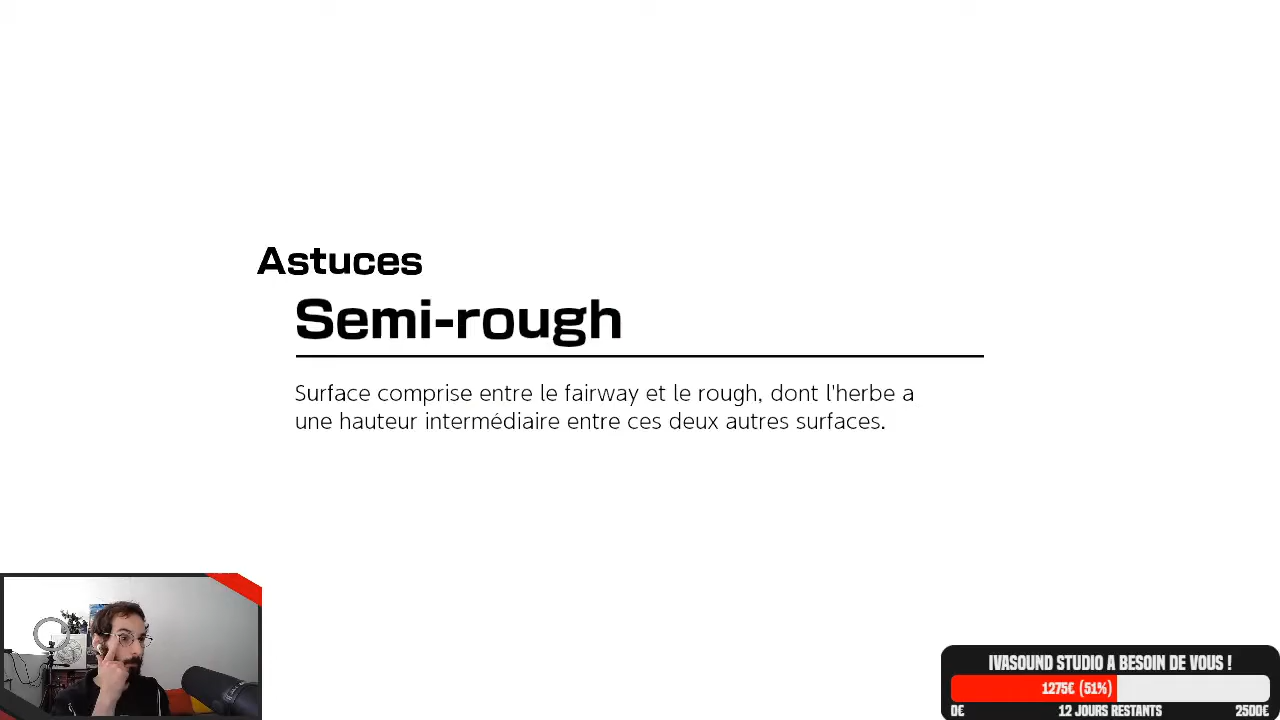 Astuces
Semi-rough
Surface comprise entre le fairway et le rough, dont l'herbe a
une hauteur intermédiaire entre ces deux autres surfaces.
IVASOUND STUDIO A BESOIN DE VOUS !
1275€ (51%)
0€ 12 JOURS RESTANTS 2500€